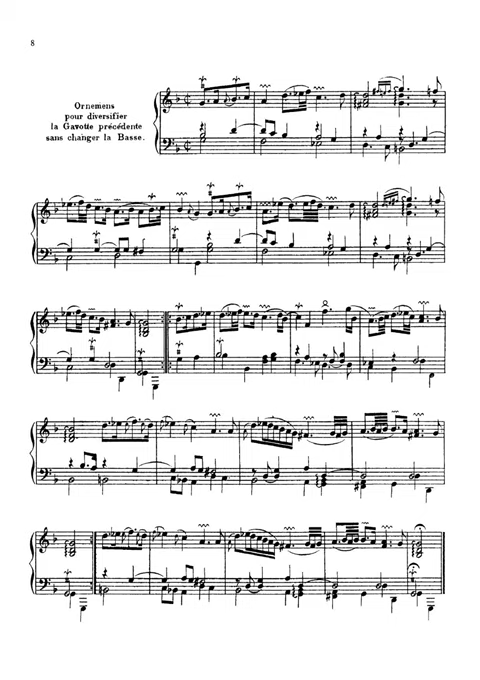 8
Ornemens
pour diversifier
la Gavotte précédente
sans changer la Basse.